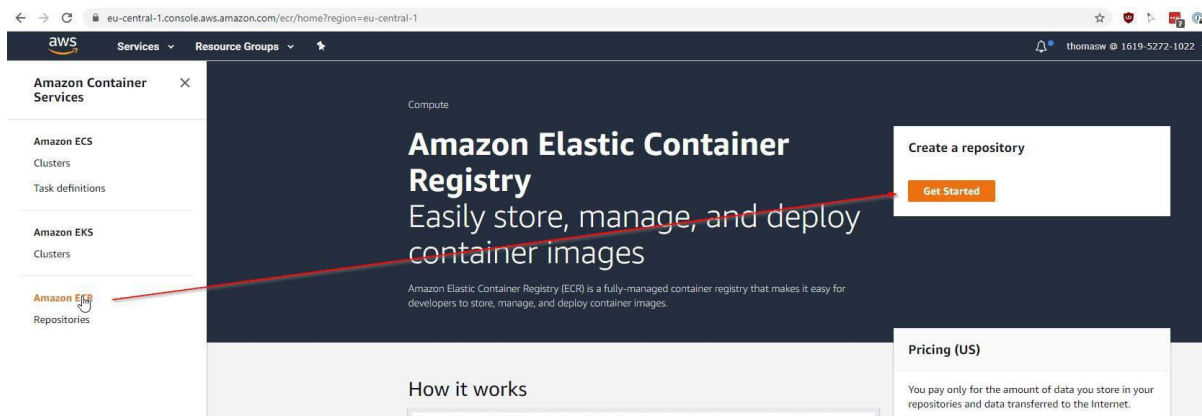 eu-central-1.console.aws.amazon.com/ecr/home?region=eu-central-1
aws
Services
Resource Groups
thomasw @ 1619-5272-1022
Amazon Container
Services
Amazon ECS
Clusters
Task definitions
Amazon EKS
Clusters
Amazon ECR
Repositories
Compute
Amazon Elastic Container
Registry
Easily store, manage, and deploy
container images
Amazon Elastic Container Registry (ECR) is a fully-managed container registry that makes it easy for
developers to store, manage, and deploy container images.
Create a repository
Get Started
How it works
Pricing (US)
You pay only for the amount of data you store in your
repositories and data transferred to the Internet.